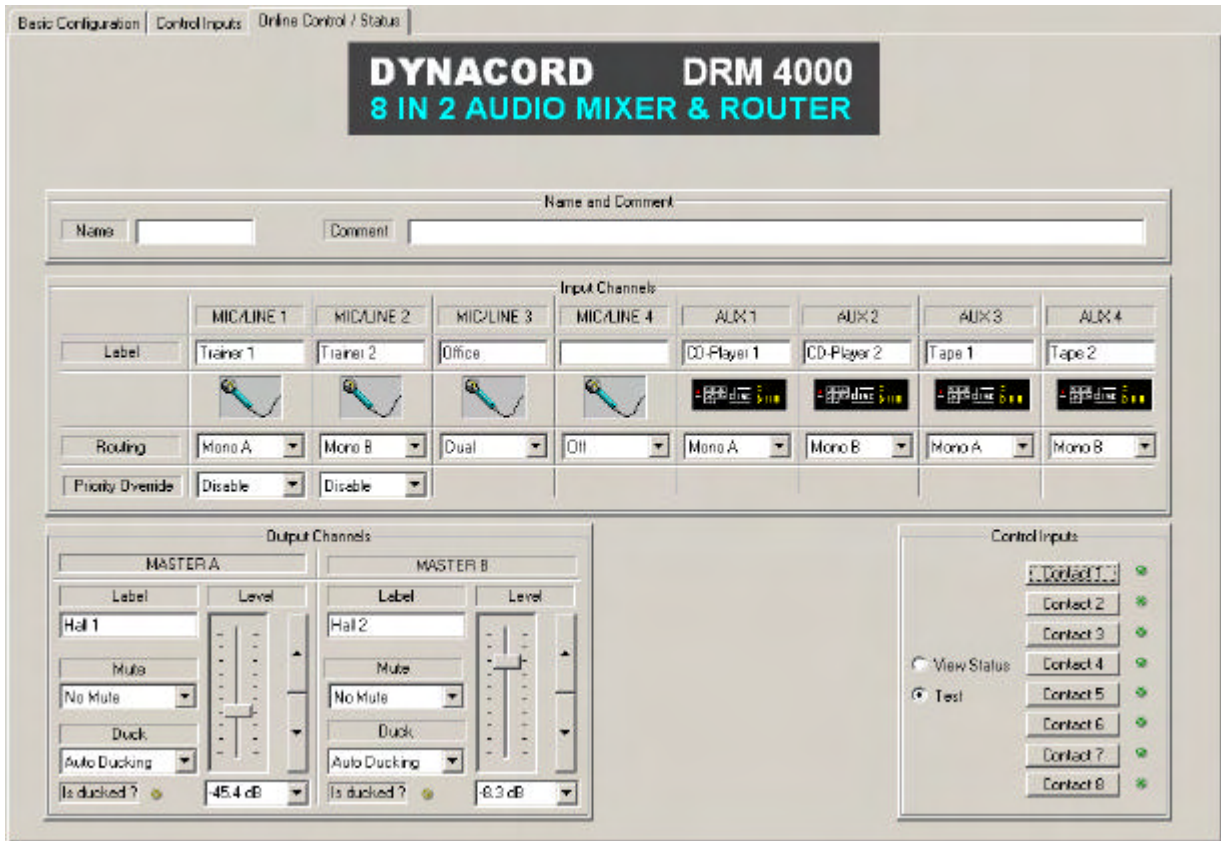 Basic Configuration Control Inputs Online Control / Status
DYNACORD DRM 4000
8 IN 2 AUDIO MIXER & ROUTER
Name and Comment
Name Comment
Input Channels
MIC/LINE 1 MIC/LINE 2 MIC/LINE 3 MIC/LINE 4 AUX 1 AUX 2 AUX 3 AUX 4
Label Trainer 1 Trainer 2 Office CD-Player 1 CD-Player 2 Tape 1 Tape 2
disc disc disc disc
Routing Mono A Mono B Dual Off Mono A Mono B Mono A Mono B
Priority Override Disable Disable
Output Channels
MASTER A MASTER B
Label Level Label Level
Hall 1 Hall 2
Mute Mute
No Mute No Mute
Duck Duck
Auto Ducking Auto Ducking
Is ducked ? -45.4 dB Is ducked ? -8.3 dB
Control Inputs
Contact 1
Contact 2
Contact 3
View Status Contact 4
Test Contact 5
Contact 6
Contact 7
Contact 8